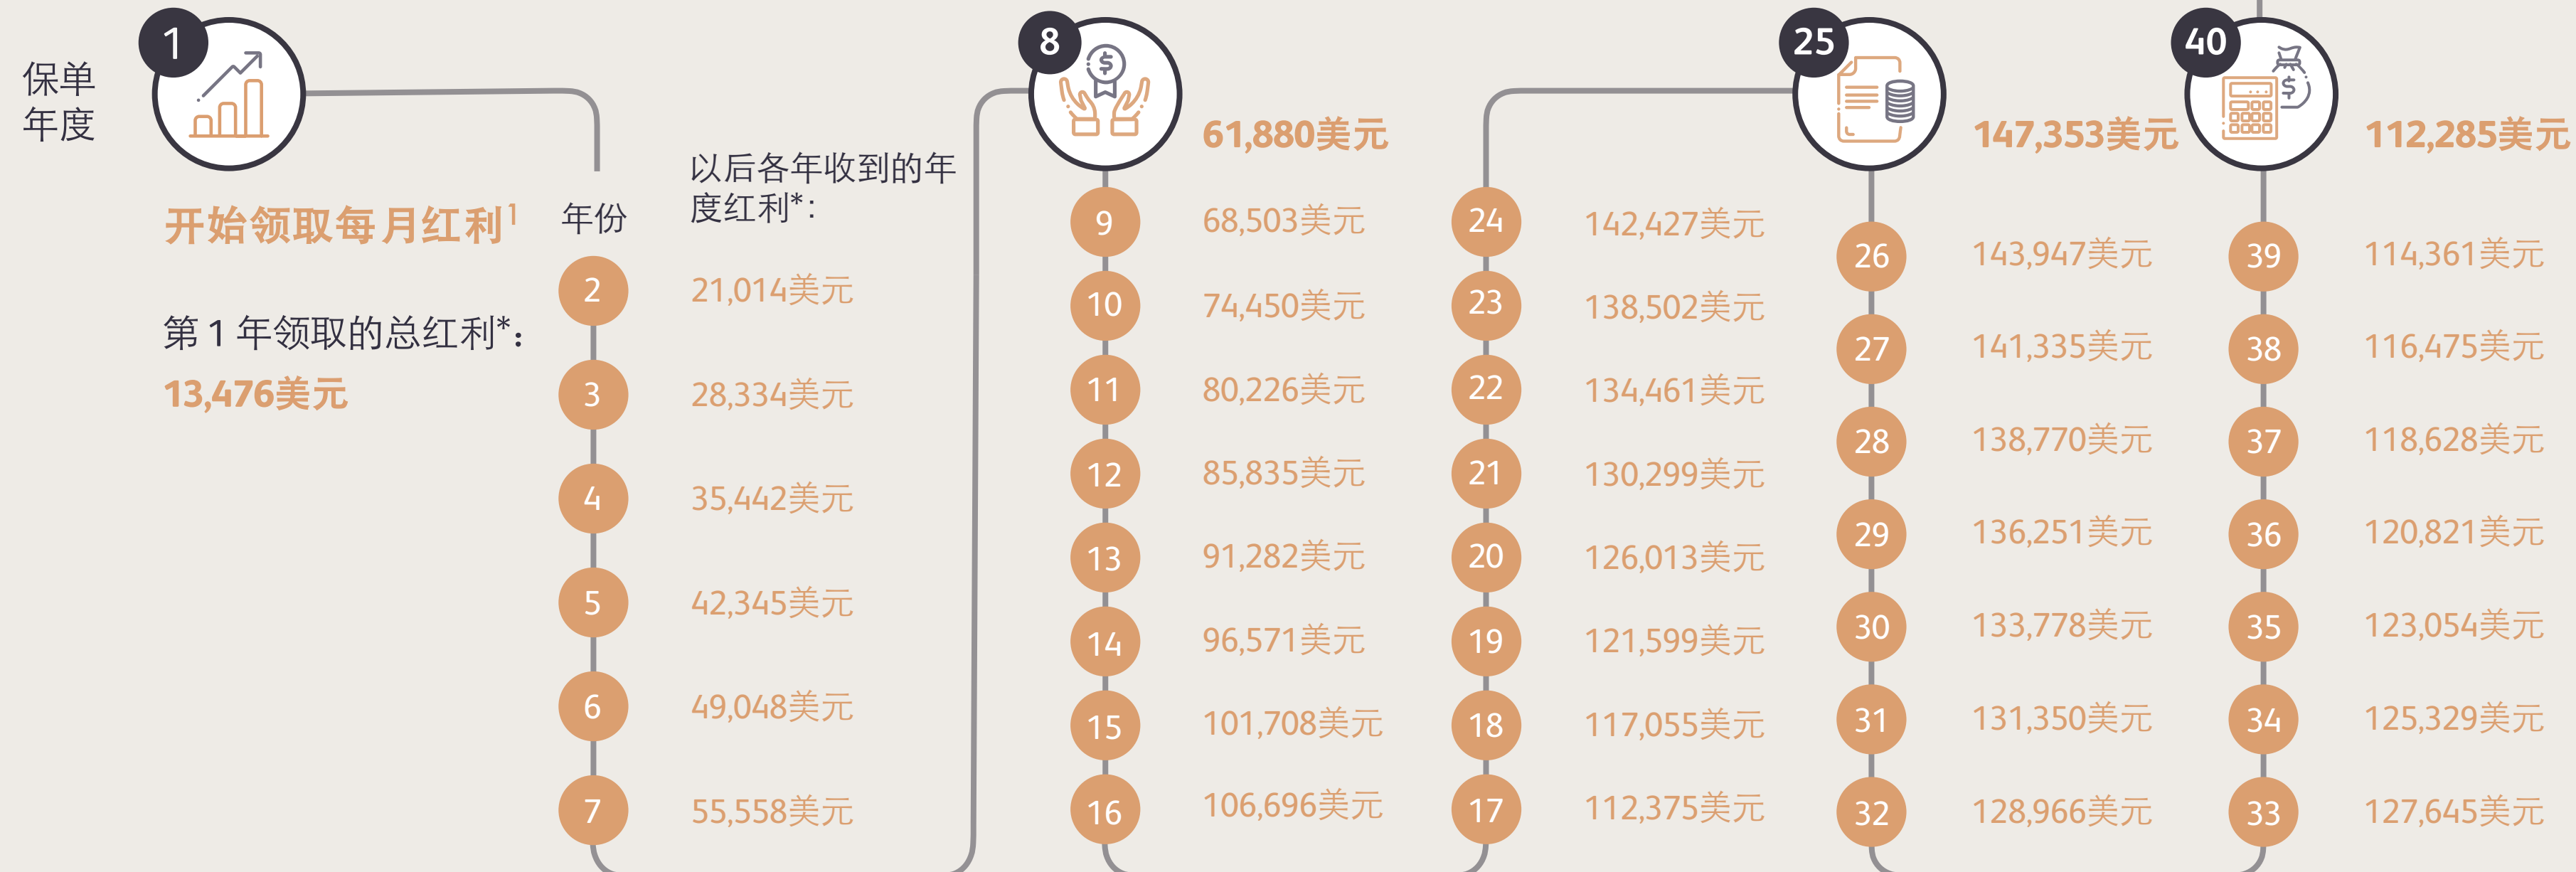 保单
年度
1
开始领取每月红利1
第 1 年领取的总红利*：
13,476美元
年份
以后各年收到的年
度红利*：
2 21,014美元
3 28,334美元
4 35,442美元
5 42,345美元
6 49,048美元
7 55,558美元
8 61,880美元
9 68,503美元
10 74,450美元
11 80,226美元
12 85,835美元
13 91,282美元
14 96,571美元
15 101,708美元
16 106,696美元
17 112,375美元
18 117,055美元
19 121,599美元
20 126,013美元
21 130,299美元
22 134,461美元
23 138,502美元
24 142,427美元
25 147,353美元
26 143,947美元
27 141,335美元
28 138,770美元
29 136,251美元
30 133,778美元
31 131,350美元
32 128,966美元
33 127,645美元
34 125,329美元
35 123,054美元
36 120,821美元
37 118,628美元
38 116,475美元
39 114,361美元
40 112,285美元